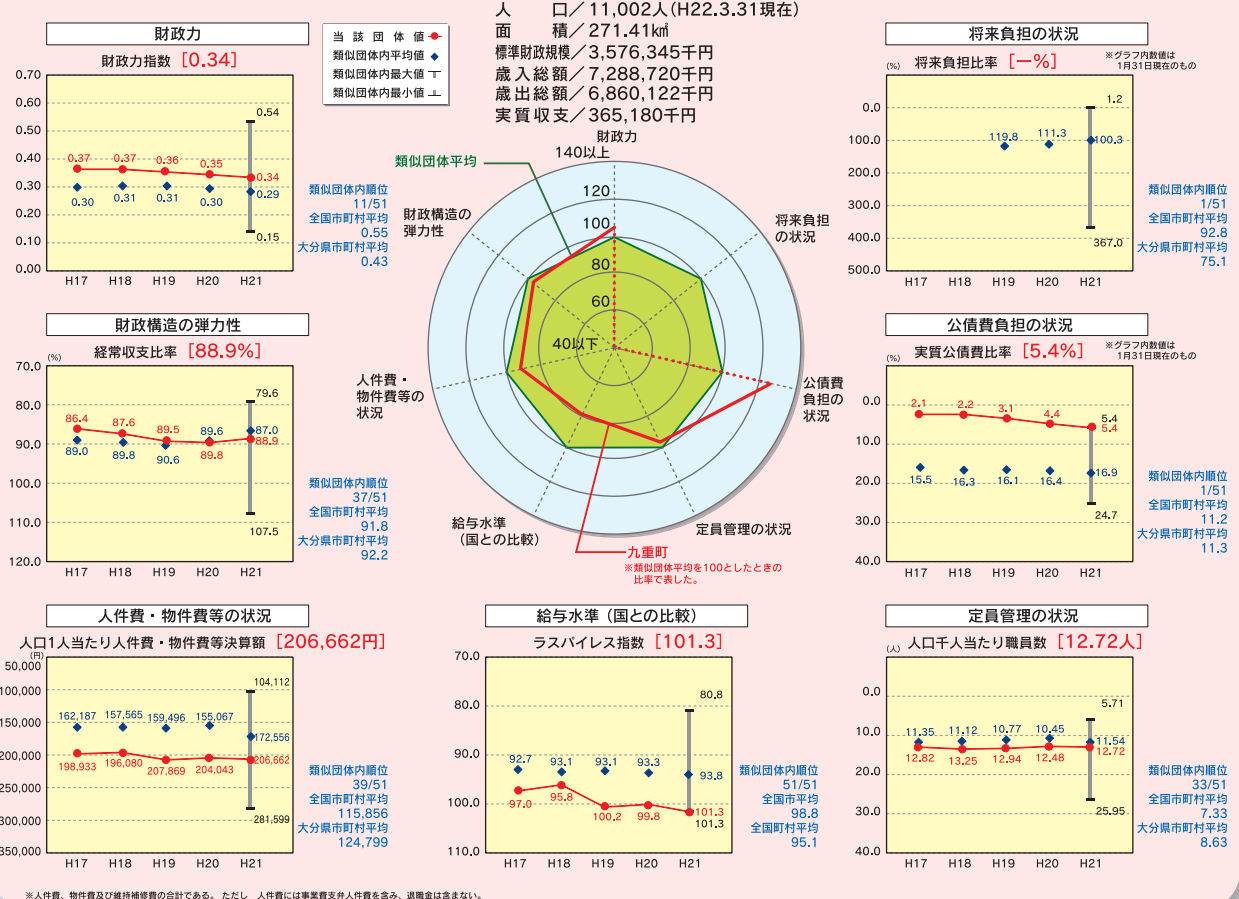 人　　　口／11,002人(H22.3.31現在)
面　　　積／271.41㎢
標準財政規模／3,576,345千円
歳入総額／7,288,720千円
歳出総額／6,860,122千円
実質収支／365,180千円
当該団体値
類似団体内平均値
類似団体内最大値
類似団体内最小値
財政力
財政力指数 [0.34]
0.70
0.60
0.50
0.40
0.30
0.20
0.10
0.00
0.37 0.37 0.36 0.35 0.34
0.30 0.31 0.31 0.30 0.29
0.54
0.15
H17 H18 H19 H20 H21
類似団体内順位
11/51
全国市町村平均
0.55
大分県市町村平均
0.43
財政構造の弾力性
経常収支比率 [88.9%]
(%)
70.0
80.0
90.0
100.0
110.0
120.0
86.4 87.6 89.5 89.8 88.9
89.0 89.8 90.6 89.6 87.0
79.6
107.5
H17 H18 H19 H20 H21
類似団体内順位
37/51
全国市町村平均
91.8
大分県市町村平均
92.2
財政力
140以上
120
100
80
60
40以下
類似団体平均
財政構造の
弾力性
将来負担
の状況
人件費・
物件費等の
状況
公債費
負担の
状況
給与水準
(国との比較)
定員管理の状況
九重町
※類似団体平均を100としたときの
比率で表した。
将来負担の状況
将来負担比率 [ー%]
※グラフ内数値は
1月31日現在のもの
(%)
0.0
100.0
200.0
300.0
400.0
500.0
119.8 111.3 100.3
1.2
367.0
H17 H18 H19 H20 H21
類似団体内順位
1/51
全国市町村平均
92.8
大分県市町村平均
75.1
公債費負担の状況
実質公債費比率 [5.4%]
※グラフ内数値は
1月31日現在のもの
(%)
0.0
10.0
20.0
30.0
40.0
2.1 2.2 3.1 4.4 5.4
15.5 16.3 16.1 16.4 16.9
5.4
24.7
H17 H18 H19 H20 H21
類似団体内順位
1/51
全国市町村平均
11.2
大分県市町村平均
11.3
人件費・物件費等の状況
人口1人当たり人件費・物件費等決算額 [206,662円]
(円)
50,000
100,000
150,000
200,000
250,000
300,000
350,000
162,187 157,565 159,496 155,067 172,556
198,933 196,080 207,869 204,043 206,662
104,112
281,599
H17 H18 H19 H20 H21
類似団体内順位
39/51
全国市町村平均
115,856
大分県市町村平均
124,799
給与水準（国との比較）
ラスパイレス指数 [101.3]
70.0
80.0
90.0
100.0
110.0
92.7 93.1 93.1 93.3 93.8
97.0 95.8 100.2 99.8 101.3
80.8
101.3
H17 H18 H19 H20 H21
類似団体内順位
51/51
全国市平均
98.8
全国町村平均
95.1
定員管理の状況
人口千人当たり職員数 [12.72人]
(人)
0.0
10.0
20.0
30.0
40.0
11.35 11.12 10.77 10.45 11.54
12.82 13.25 12.94 12.48 12.72
5.71
25.95
H17 H18 H19 H20 H21
類似団体内順位
33/51
全国市町村平均
7.33
大分県市町村平均
8.63
※人件費、物件費及び維持補修費の合計である。ただし　人件費には事業費支弁人件費を含み、退職金は含まない。